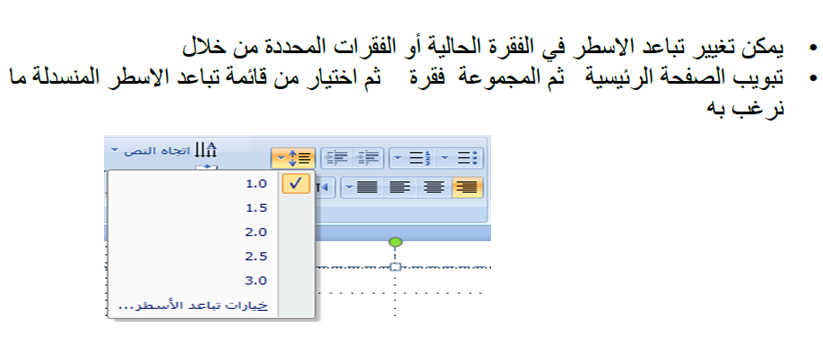 • يمكن تغيير تباعد الاسطر في الفقرة الحالية أو الفقرات المحددة من خلال
• تبويب الصفحة الرئيسية ثم المجموعة فقرة ثم اختيار من قائمة تباعد الاسطر المنسدلة ما
نرغب به
اتجاه النص
1.0
1.5
2.0
2.5
3.0
خيارات تباعد الأسطر...